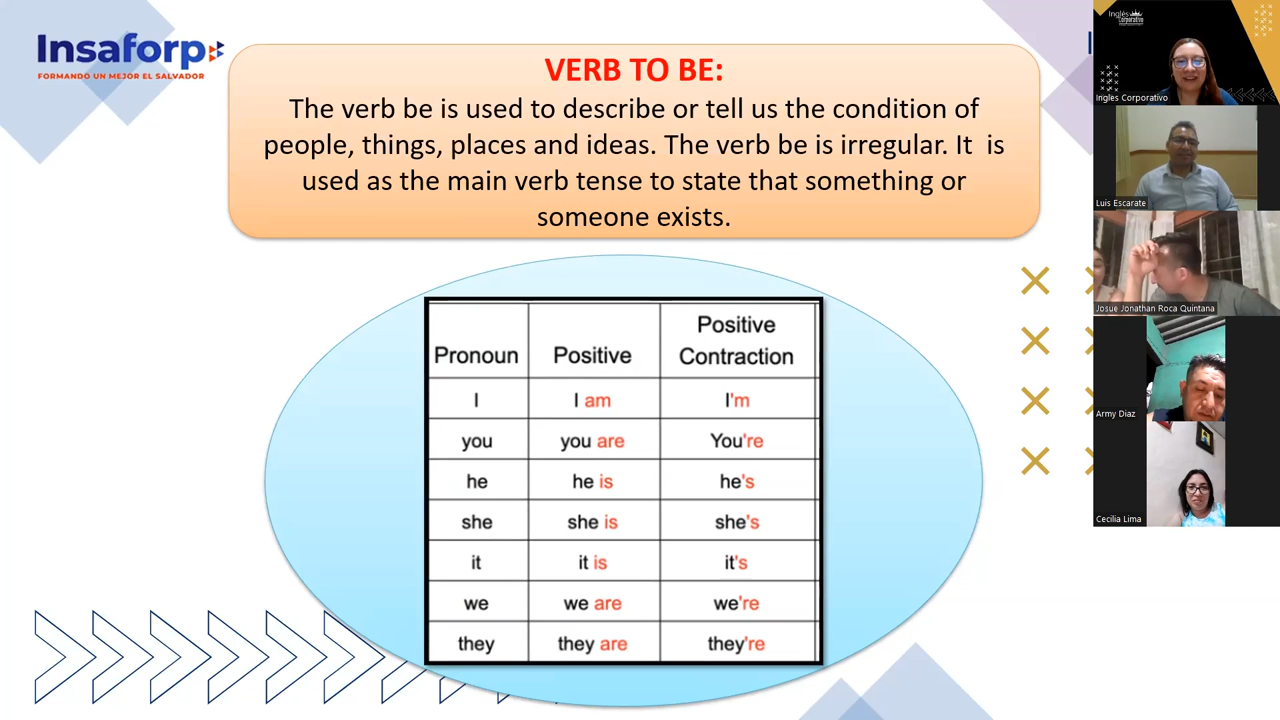 Insaforp
FORMANDO UN MEJOR EL SALVADOR
VERB TO BE:
The verb be is used to describe or tell us the condition of
people, things, places and ideas. The verb be is irregular. It is
used as the main verb tense to state that something or
someone exists.
Pronoun Positive Positive Contraction
I I am I'm
you you are You're
he he is he's
she she is she's
it it is it's
we we are we're
they they are they're
Inglés
Corporativo
Ingles Corporativo
Luis Escarate
Josue Jonathan Roca Quintana
Army Diaz
Cecilia Lima